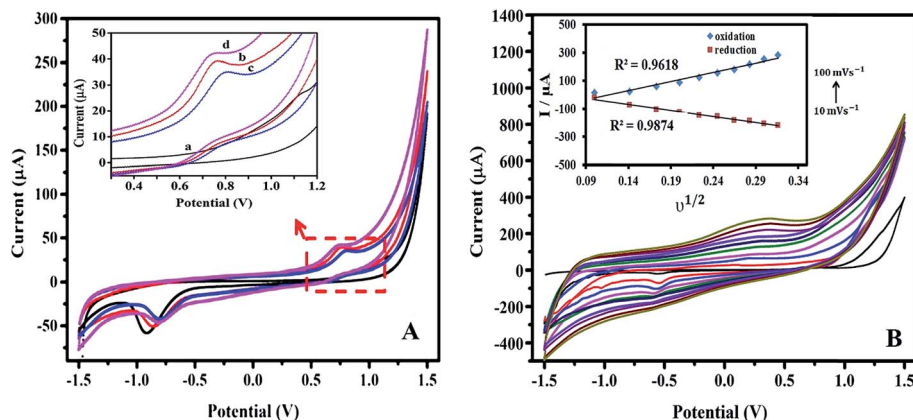 50
40
30
20
10
0
Current (µA)
a
b
c
d
0.4 0.6 0.8 1.0 1.2
Potential (V)
300
250
200
150
100
50
0
-50
Current (µA)
A
-1.5 -1.0 -0.5 0.0 0.5 1.0 1.5
Potential (V)
1400
1200
1000
800
600
400
200
0
-200
-400
Current (µA)
500
300
100
-100
-300
-500
I / µA
oxidation
reduction
R² = 0.9618
R² = 0.9874
0.09 0.14 0.19 0.24 0.29 0.34
υ1/2
100 mVs⁻¹
10 mVs⁻¹
B
-1.5 -1.0 -0.5 0.0 0.5 1.0 1.5
Potential (V)